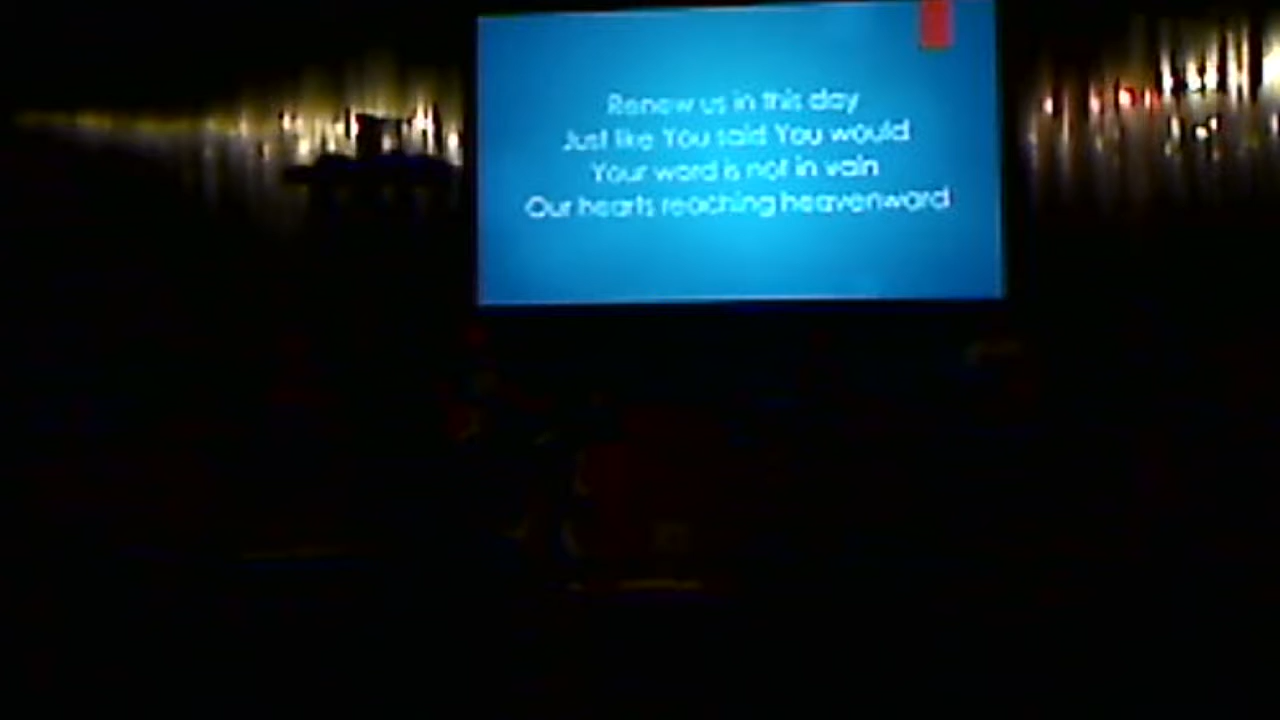 Renew us in this day
Just like You said You would
Your word is not in vain
Our hearts reaching heavenward